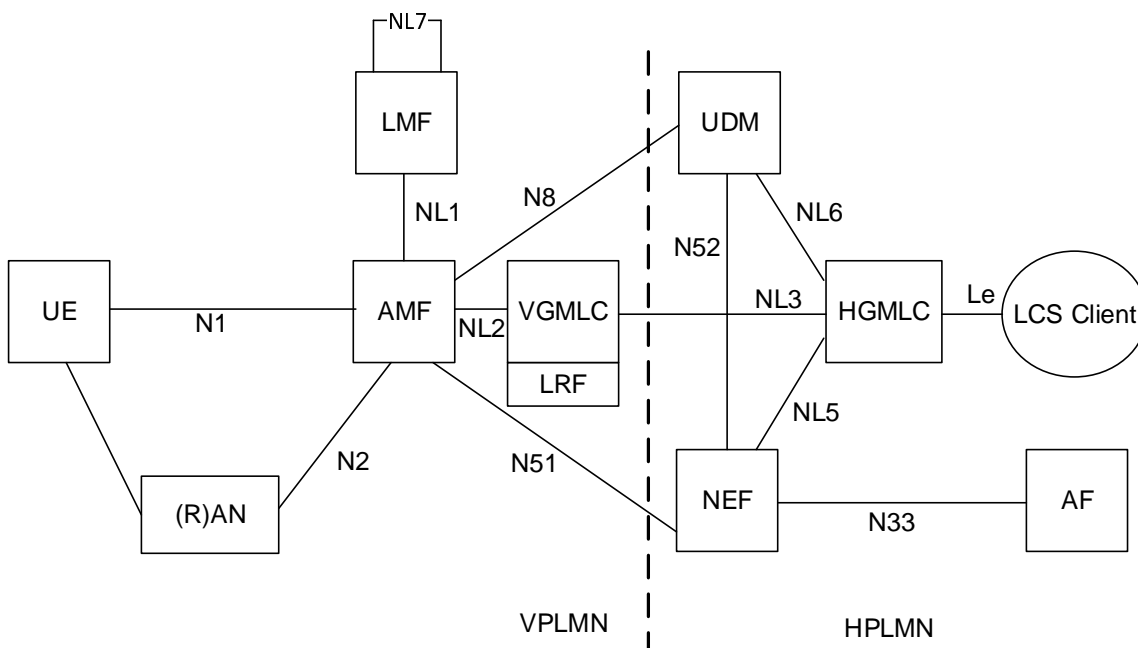 NL7
LMF
UDM
NL1
N8
NL6
N52
UE
N1
AMF
NL2
VGMLC
NL3
HGMLC
Le
LCS Client
LRF
NL5
N2
N51
(R)AN
NEF
N33
AF
VPLMN
HPLMN